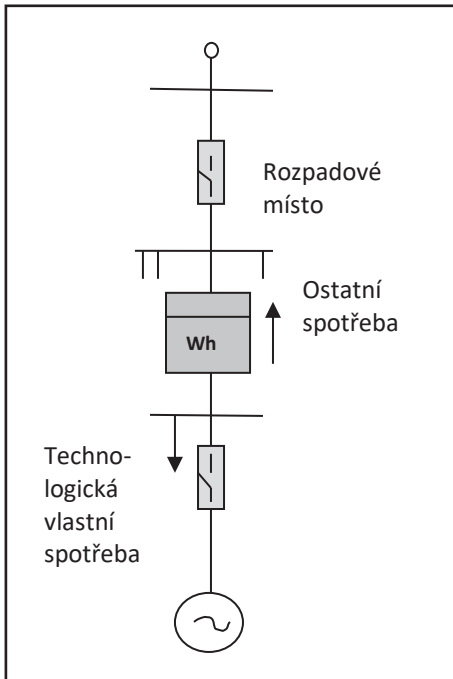 Rozpadové
místo
Ostatní
spotřeba
Wh
Techno-
logická
vlastní
spotřeba